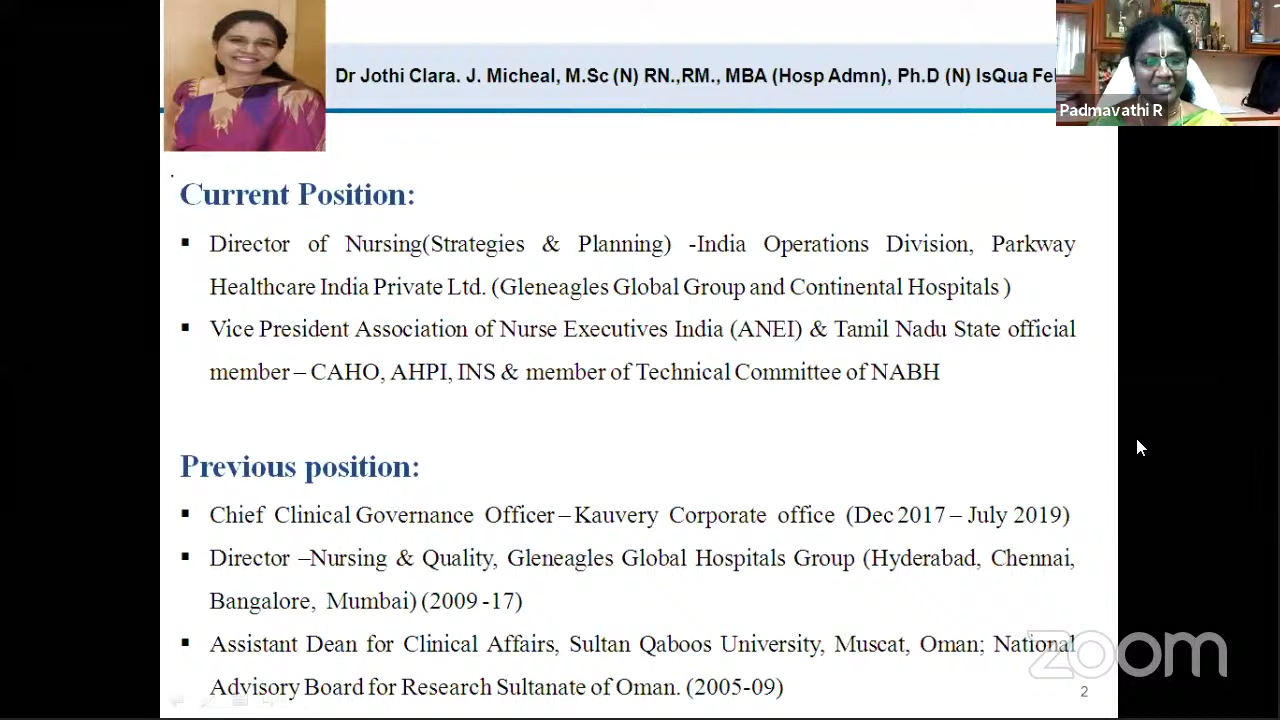 Dr Jothi Clara. J. Micheal, M.Sc (N) RN.,RM., MBA (Hosp Admn), Ph.D (N) IsQua Fe
Padmavathi R
Current Position:
▪ Director of Nursing(Strategies & Planning) -India Operations Division, Parkway
Healthcare India Private Ltd. (Gleneagles Global Group and Continental Hospitals )
▪ Vice President Association of Nurse Executives India (ANEI) & Tamil Nadu State official
member – CAHO, AHPI, INS & member of Technical Committee of NABH
Previous position:
▪ Chief Clinical Governance Officer – Kauvery Corporate office (Dec 2017 – July 2019)
▪ Director –Nursing & Quality, Gleneagles Global Hospitals Group (Hyderabad, Chennai,
Bangalore, Mumbai) (2009 -17)
▪ Assistant Dean for Clinical Affairs, Sultan Qaboos University, Muscat, Oman; National
Advisory Board for Research Sultanate of Oman. (2005-09)
zoom
2